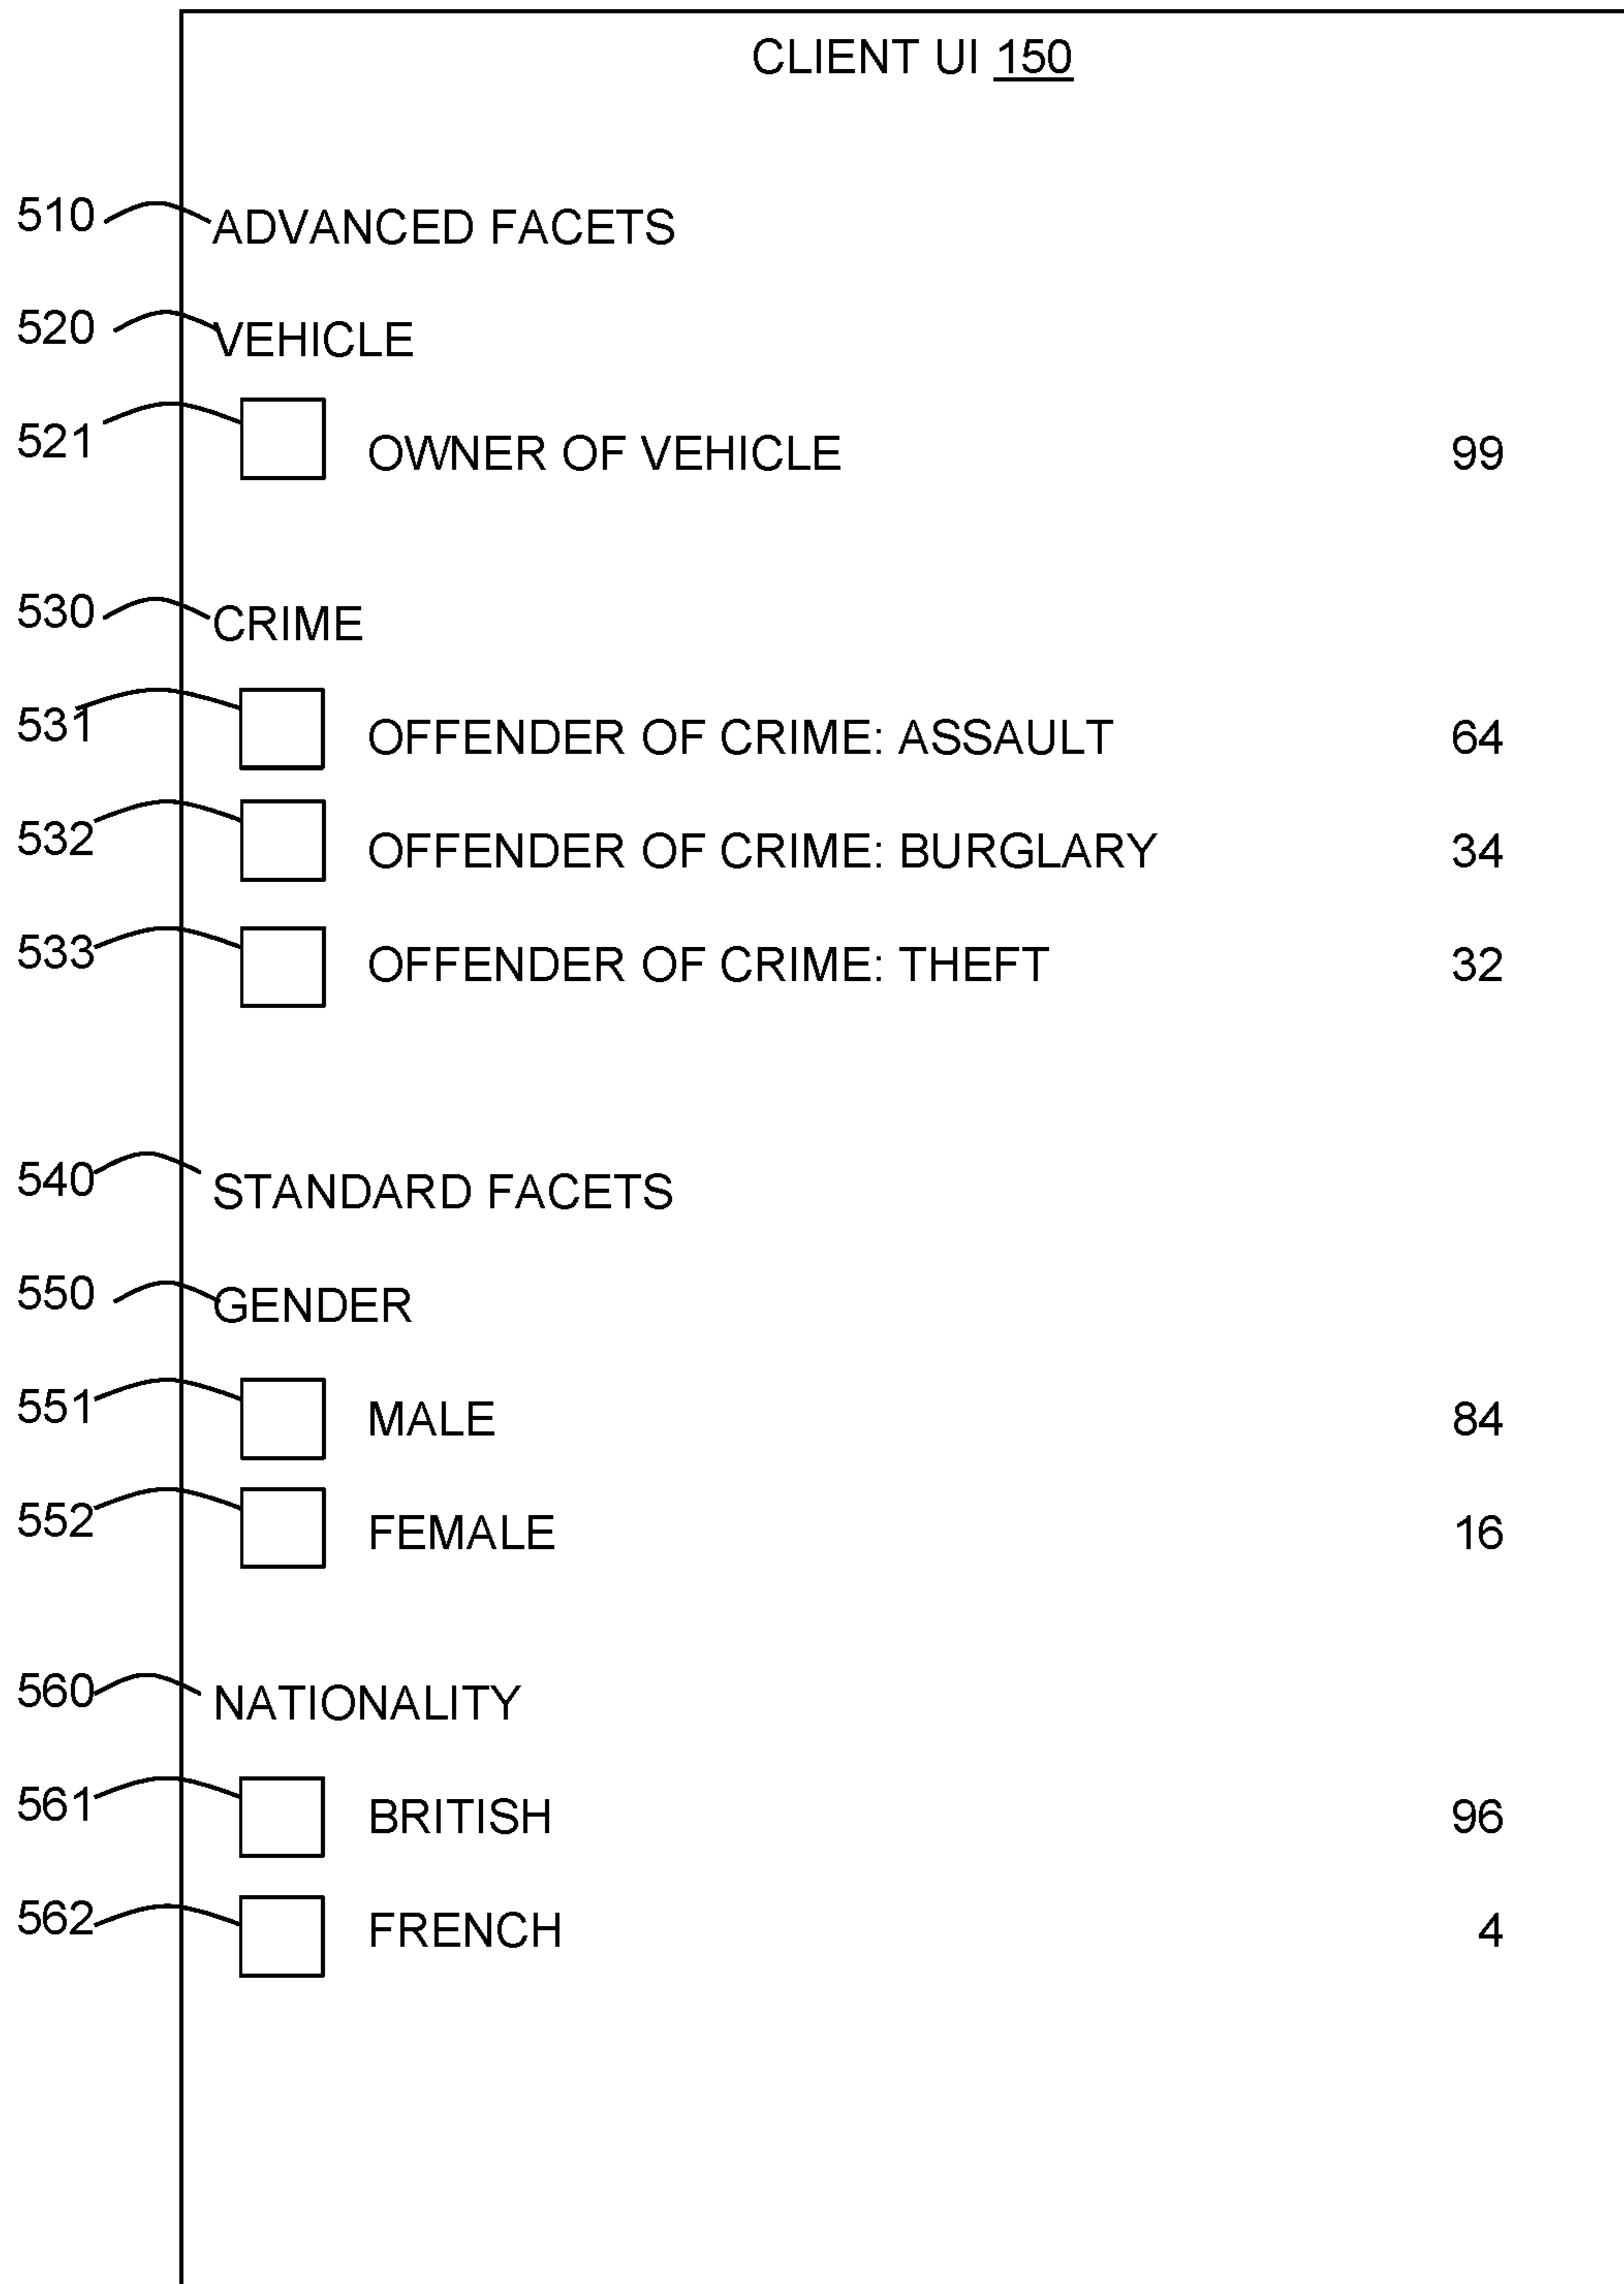 CLIENT UI 150
510 ADVANCED FACETS
520 VEHICLE
521 OWNER OF VEHICLE 99
530 CRIME
531 OFFENDER OF CRIME: ASSAULT 64
532 OFFENDER OF CRIME: BURGLARY 34
533 OFFENDER OF CRIME: THEFT 32
540 STANDARD FACETS
550 GENDER
551 MALE 84
552 FEMALE 16
560 NATIONALITY
561 BRITISH 96
562 FRENCH 4